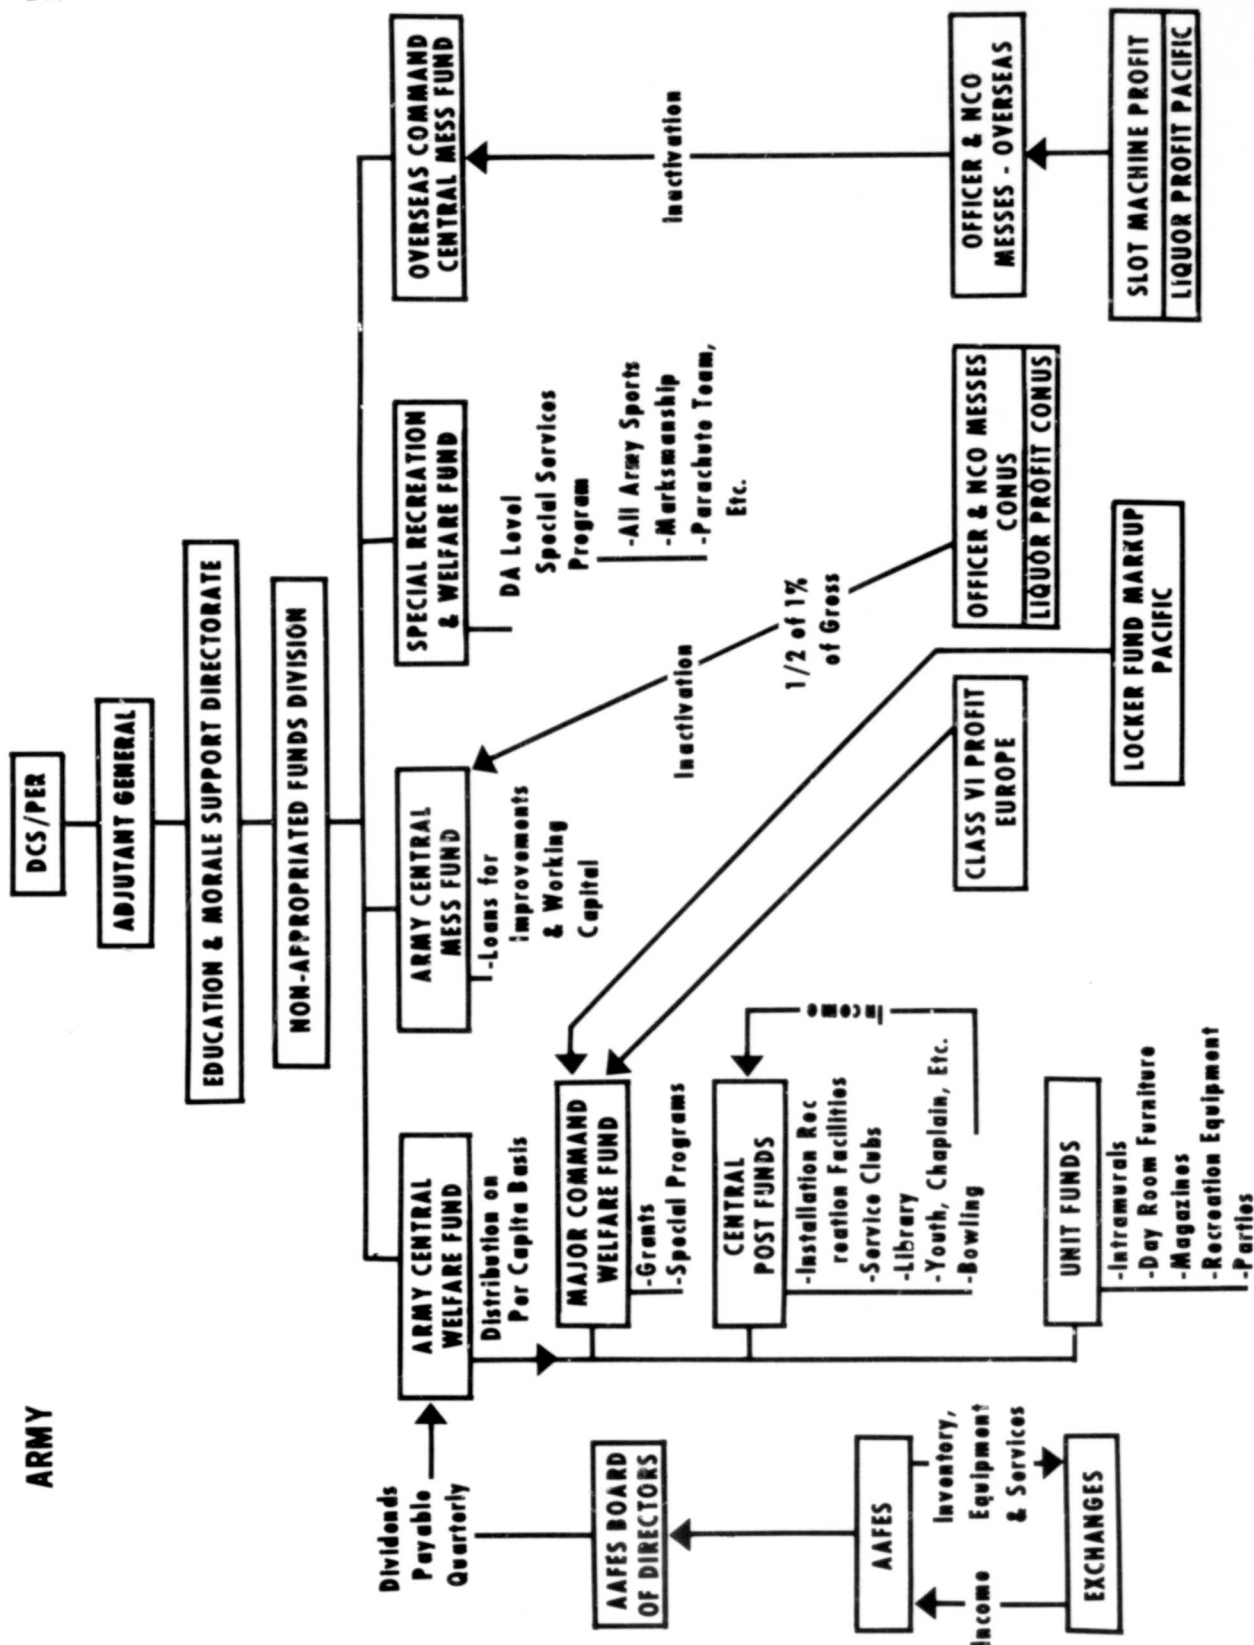 ARMY
DCS/PER
ADJUTANT GENERAL
EDUCATION & MORALE SUPPORT DIRECTORATE
NON-APPROPRIATED FUNDS DIVISION
Dividends
Payable
Quarterly
ARMY CENTRAL
WELFARE FUND
Distribution on
Per Capita Basis
ARMY CENTRAL
MESS FUND
-Loans for
Improvements
& Working
Capital
SPECIAL RECREATION
& WELFARE FUND
DA Level
Special Services
Program
-All Army Sports
-Marksmanship
-Parachute Team,
Etc.
OVERSEAS COMMAND
CENTRAL MESS FUND
AAFES BOARD
OF DIRECTORS
MAJOR COMMAND
WELFARE FUND
-Grants
-Special Programs
Inactivation
Inactivation
CENTRAL
POST FUNDS
-Installation Rec
reation Facilities
-Service Clubs
-Library
-Youth, Chaplain, Etc.
-Bowling
Income
1/2 of 1%
of Gross
AAFES
Income
Inventory,
Equipment
& Services
EXCHANGES
UNIT FUNDS
-Intramurals
-Day Room Furniture
-Magazines
-Recreation Equipment
-Parties
CLASS VI PROFIT
EUROPE
OFFICER & NCO MESSES
CONUS
LIQUOR PROFIT CONUS
OFFICER & NCO
MESSES - OVERSEAS
LOCKER FUND MARKUP
PACIFIC
SLOT MACHINE PROFIT
LIQUOR PROFIT PACIFIC